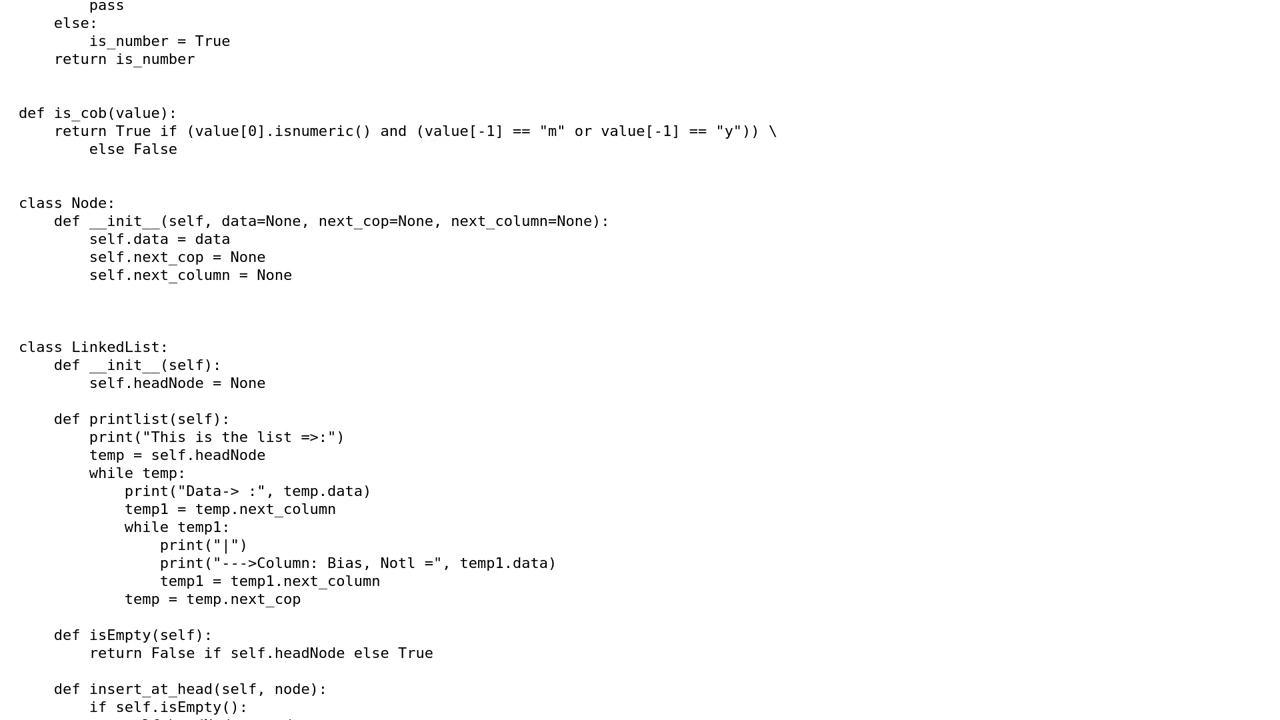 pass
else:
is_number = True
return is_number
def is_cob(value):
return True if (value[0].isnumeric() and (value[-1] == "m" or value[-1] == "y")) \
else False
class Node:
def __init__(self, data=None, next_cop=None, next_column=None):
self.data = data
self.next_cop = None
self.next_column = None
class LinkedList:
def __init__(self):
self.headNode = None
def printlist(self):
print("This is the list =>:")
temp = self.headNode
while temp:
print("Data-> :", temp.data)
temp1 = temp.next_column
while temp1:
print("|")
print("--->Column: Bias, Notl =", temp1.data)
temp1 = temp1.next_column
temp = temp.next_cop
def isEmpty(self):
return False if self.headNode else True
def insert_at_head(self, node):
if self.isEmpty():